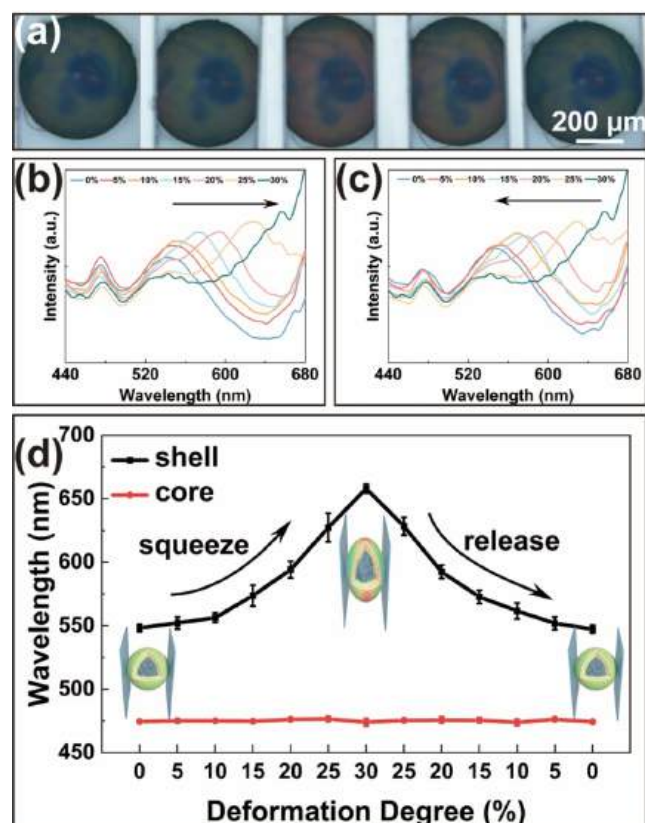 (a)
200 µm
(b)
0% 5% 10% 15% 20% 25% 30%
Intensity (a.u.)
440 520 600 680
Wavelength (nm)
(c)
0% 5% 10% 15% 20% 25% 30%
Intensity (a.u.)
440 520 600 680
Wavelength (nm)
(d)
700
650
600
550
500
450
Wavelength (nm)
shell
core
squeeze
release
0 5 10 15 20 25 30 25 20 15 10 5 0
Deformation Degree (%)